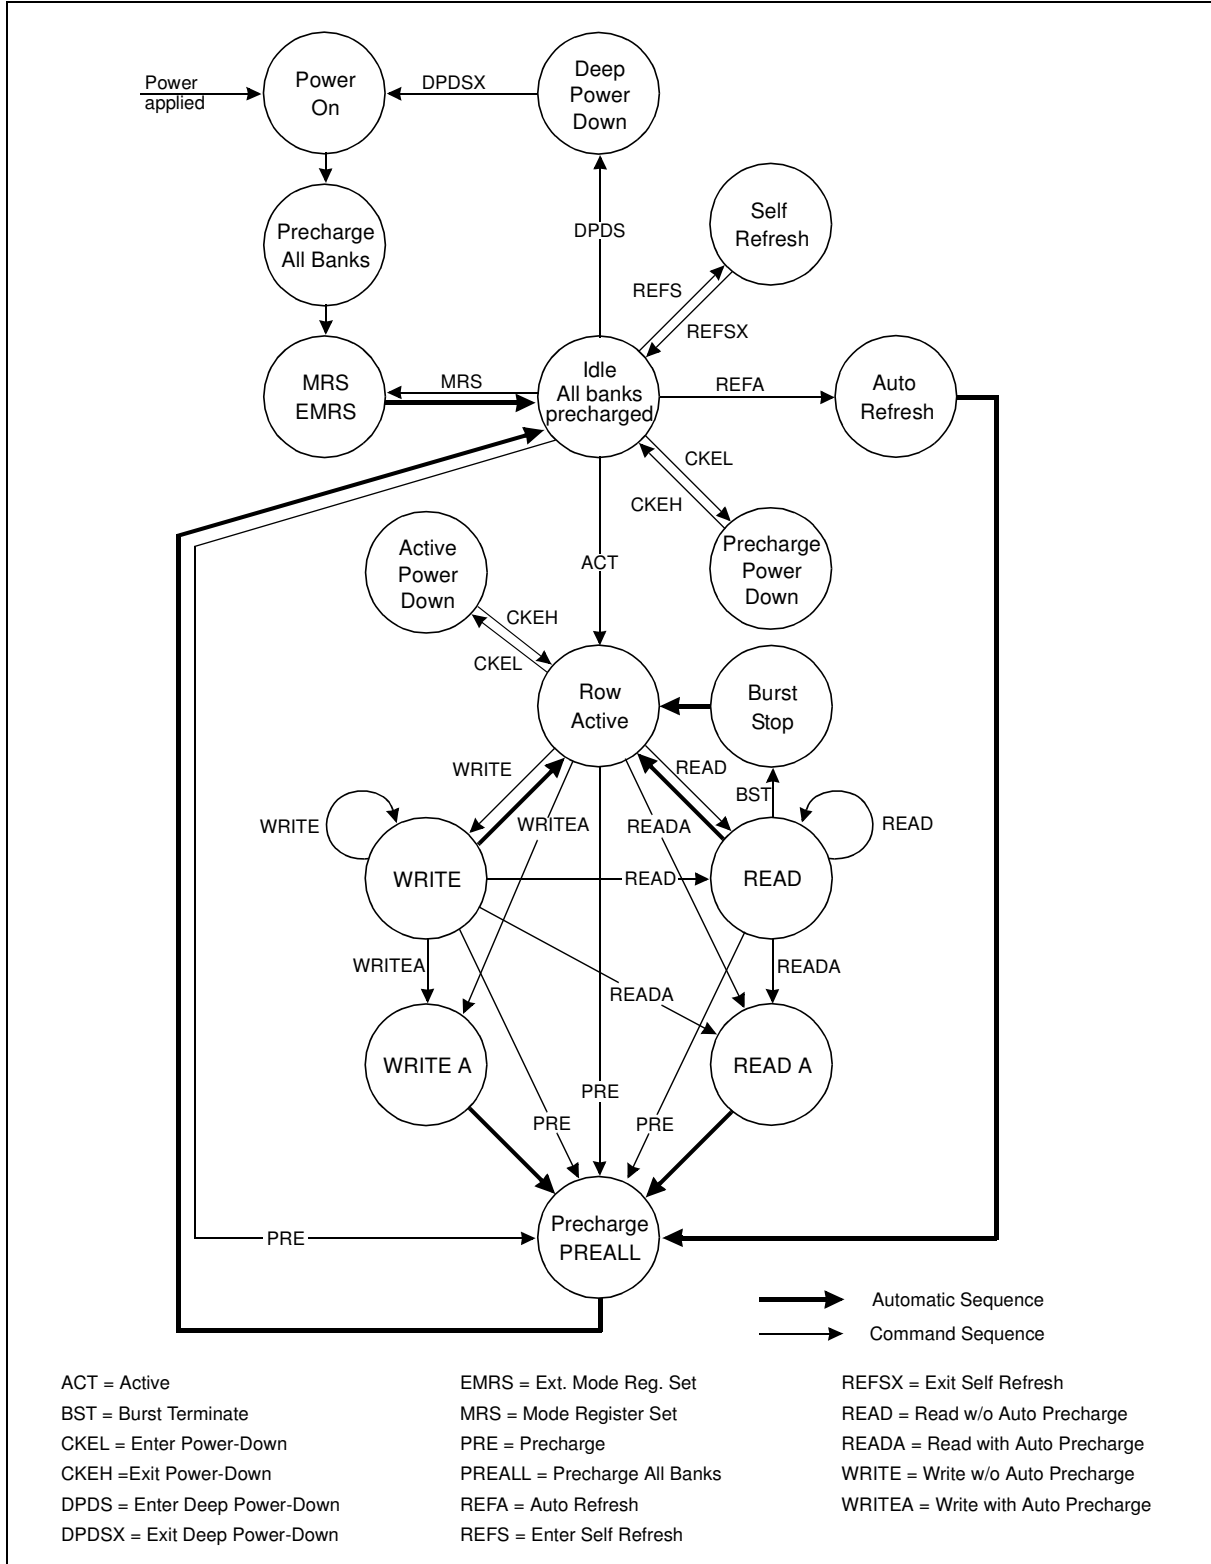 Power
applied
Power
On
DPDSX
Deep
Power
Down
Precharge
All Banks
DPDS
Self
Refresh
REFS
REFSX
MRS
EMRS
MRS
Idle
All banks
precharged
REFA
Auto
Refresh
CKEL
CKEH
Precharge
Power
Down
Active
Power
Down
ACT
CKEH
CKEL
Row
Active
Burst
Stop
WRITE
READ
BST
WRITE
WRITEA
READA
READ
WRITE
READ
READ
WRITEA
READA
READA
WRITE A
READ A
PRE
PRE
PRE
Precharge
PREALL
PRE
Automatic Sequence
Command Sequence
ACT = Active
BST = Burst Terminate
CKEL = Enter Power-Down
CKEH =Exit Power-Down
DPDS = Enter Deep Power-Down
DPDSX = Exit Deep Power-Down
EMRS = Ext. Mode Reg. Set
MRS = Mode Register Set
PRE = Precharge
PREALL = Precharge All Banks
REFA = Auto Refresh
REFS = Enter Self Refresh
REFSX = Exit Self Refresh
READ = Read w/o Auto Precharge
READA = Read with Auto Precharge
WRITE = Write w/o Auto Precharge
WRITEA = Write with Auto Precharge